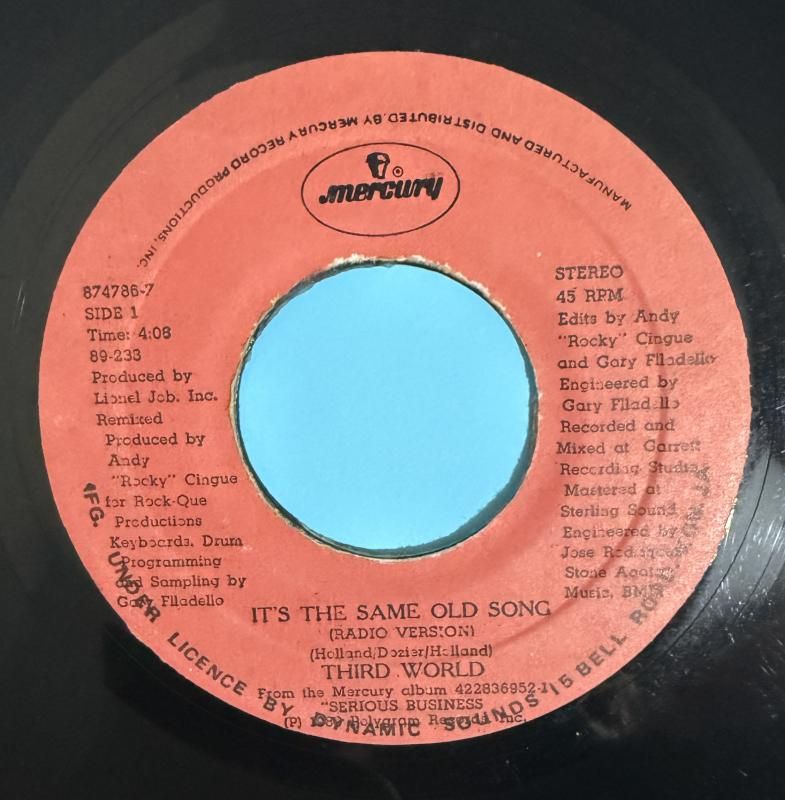 MANUFACTURED AND DISTRIBUTED BY MERCURY RECORD PRODUCTIONS, INC.
mercury
®
874786-7
SIDE 1
Time: 4:08
89-233
Produced by
Lionel Job. Inc.
Remixed
Produced by
Andy
"Rocky" Cingue
for Rock-Que
Productions
Keyboards. Drum
Programming
and Sampling by
Gary Flladello
STEREO
45 RPM
Edits by Andy
"Rocky" Cingue
and Gary Flladello
Engineered by
Gary Flladello
Recorded and
Mixed at Garrett
Recording Studio
Mastered at
Sterling Sound
Engineered by
Jose Rodriguez
Stone Agate
Music, BMI
IT'S THE SAME OLD SONG
(RADIO VERSION)
(Holland/Dozier/Holland)
THIRD WORLD
From the Mercury album 422836952-1
"SERIOUS BUSINESS
(P) 1989 Polygram Records Inc.
MFG. UNDER LICENCE BY DYNAMIC SOUNDS 15 BELL ROAD JA